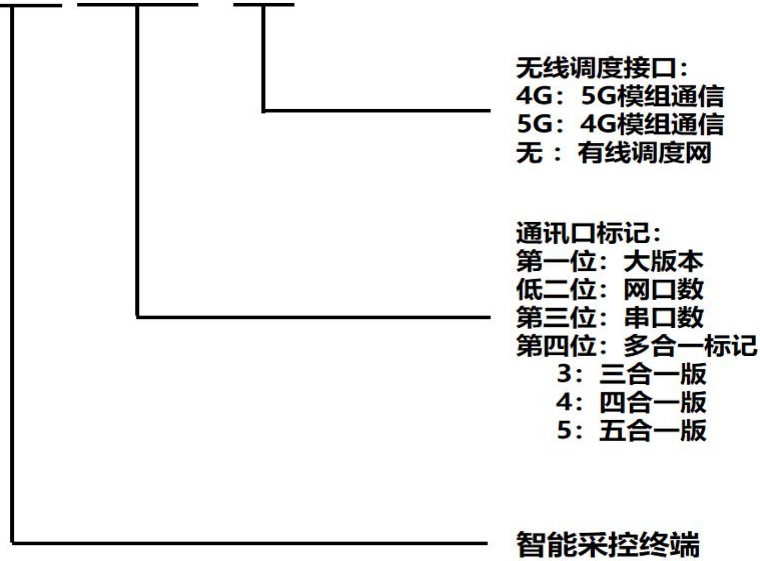 无线调度接口：
4G：5G模组通信
5G：4G模组通信
无 ：有线调度网
通讯口标记：
第一位：大版本
低二位：网口数
第三位：串口数
第四位：多合一标记
3：三合一版
4：四合一版
5：五合一版
智能采控终端